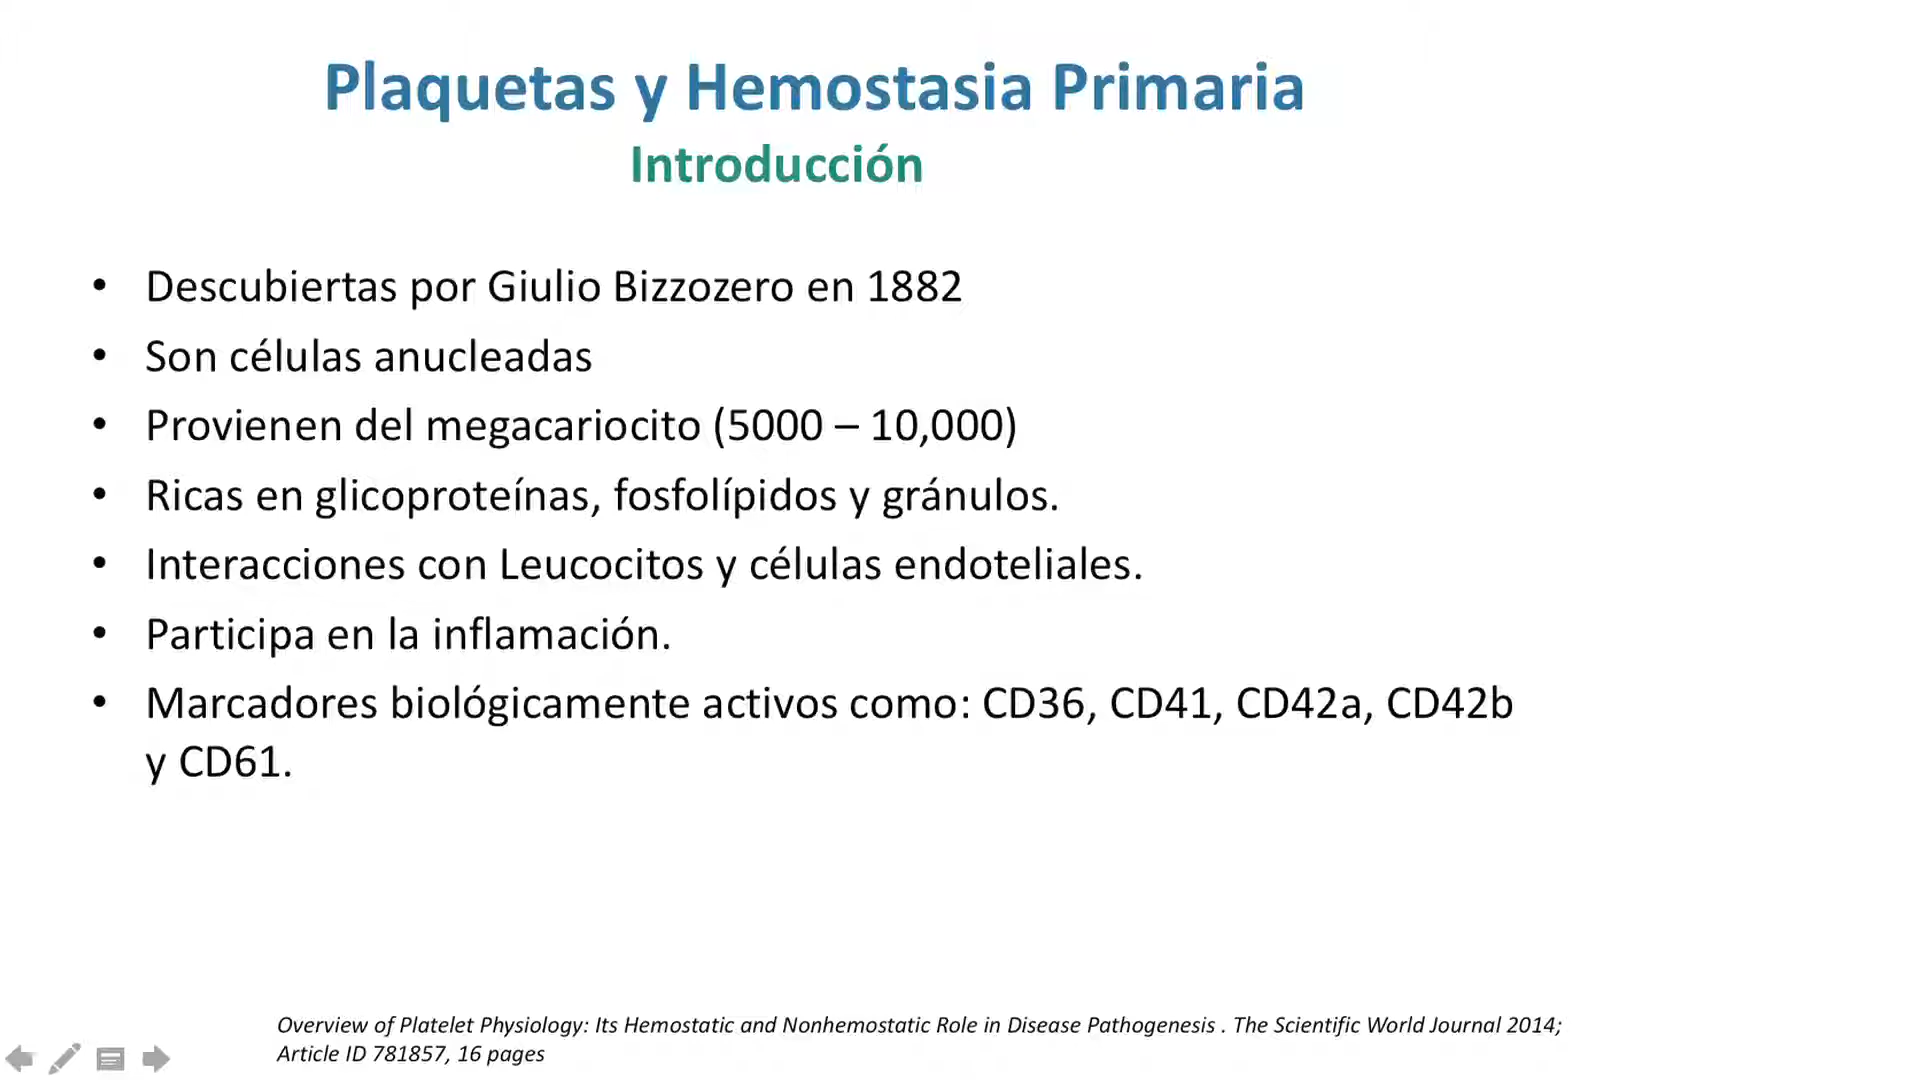 Plaquetas y Hemostasia Primaria
Introducción
• Descubiertas por Giulio Bizzozero en 1882
• Son células anucleadas
• Provienen del megacariocito (5000 – 10,000)
• Ricas en glicoproteínas, fosfolípidos y gránulos.
• Interacciones con Leucocitos y células endoteliales.
• Participa en la inflamación.
• Marcadores biológicamente activos como: CD36, CD41, CD42a, CD42b
y CD61.
Overview of Platelet Physiology: Its Hemostatic and Nonhemostatic Role in Disease Pathogenesis . The Scientific World Journal 2014;
Article ID 781857, 16 pages